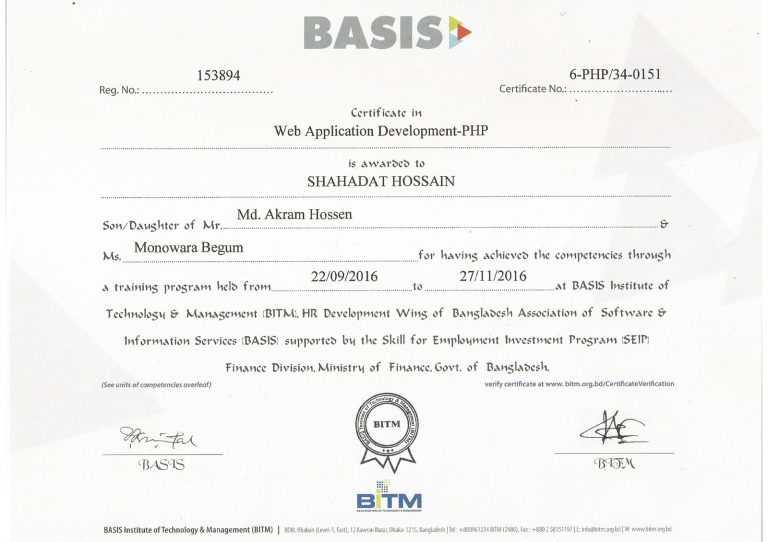 BASIS
153894
6-PHP/34-0151
Reg. No.: ....................................
Certificate No.: ............................
Certificate in
Web Application Development-PHP
is awarded to
SHAHADAT HOSSAIN
Son/Daughter of Mr. Md. Akram Hossen &
Ms. Monowara Begum for having achieved the competencies through
a training program held from 22/09/2016 to 27/11/2016 at BASIS Institute of
Technology & Management (BITM), HR Development Wing of Bangladesh Association of Software &
Information Services (BASIS) supported by the Skill for Employment Investment Program (SEIP)
Finance Division, Ministry of Finance, Govt. of Bangladesh.
(See units of competencies overleaf)
verify certificate at www. bitm.org.bd/CertificateVerification
BITM
BASIS
BITM
BITM
BASIS Institute of Technology & Management (BITM) | BDBL Bhaban (Level-3, East), 12 Kawran Bazar, Dhaka-1215, Bangladesh | Tel: +880961234 BITM (2486), Fax: +880 2 58151197 | E: info@bitm.org.bd | W: www.bitm.org.bd